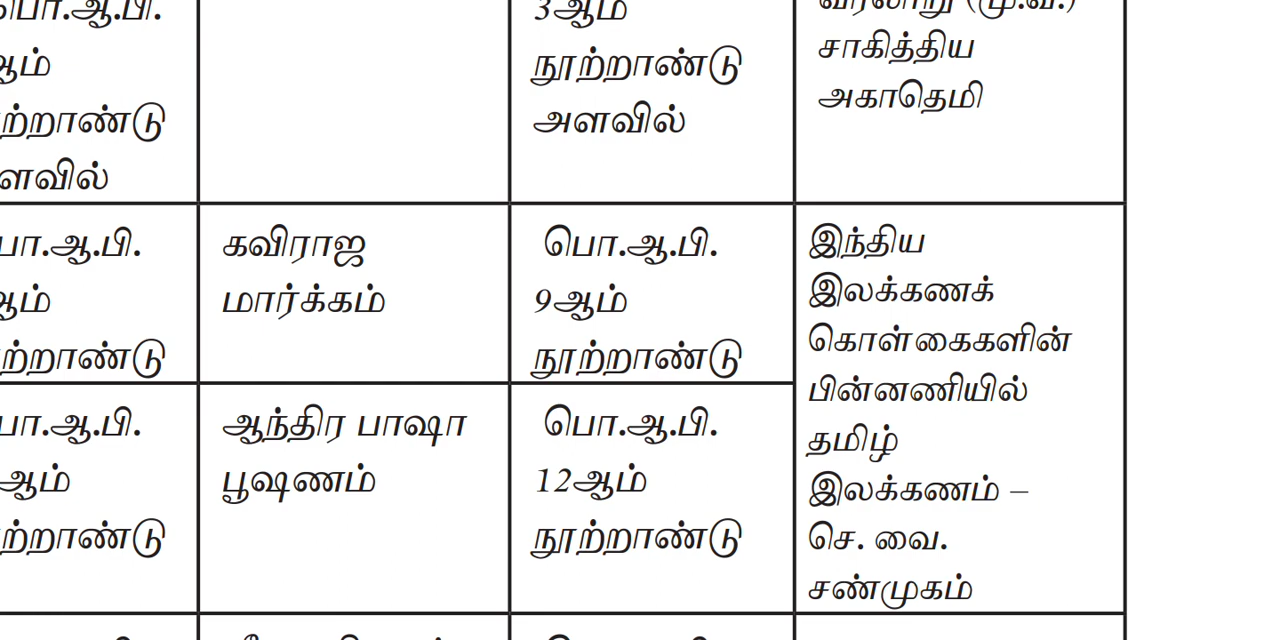 3ஆம்
நூற்றாண்டு
அளவில்
வரலாறு (மு.வ.)
சாகித்திய
அகாதெமி
கவிராஜ
மார்க்கம்
பொ.ஆ.பி.
9ஆம்
நூற்றாண்டு
இந்திய
இலக்கணக்
கொள்கைகளின்
பின்னணியில்
தமிழ்
இலக்கணம் –
செ. வை.
சண்முகம்
ஆந்திர பாஷா
பூஷணம்
பொ.ஆ.பி.
12ஆம்
நூற்றாண்டு